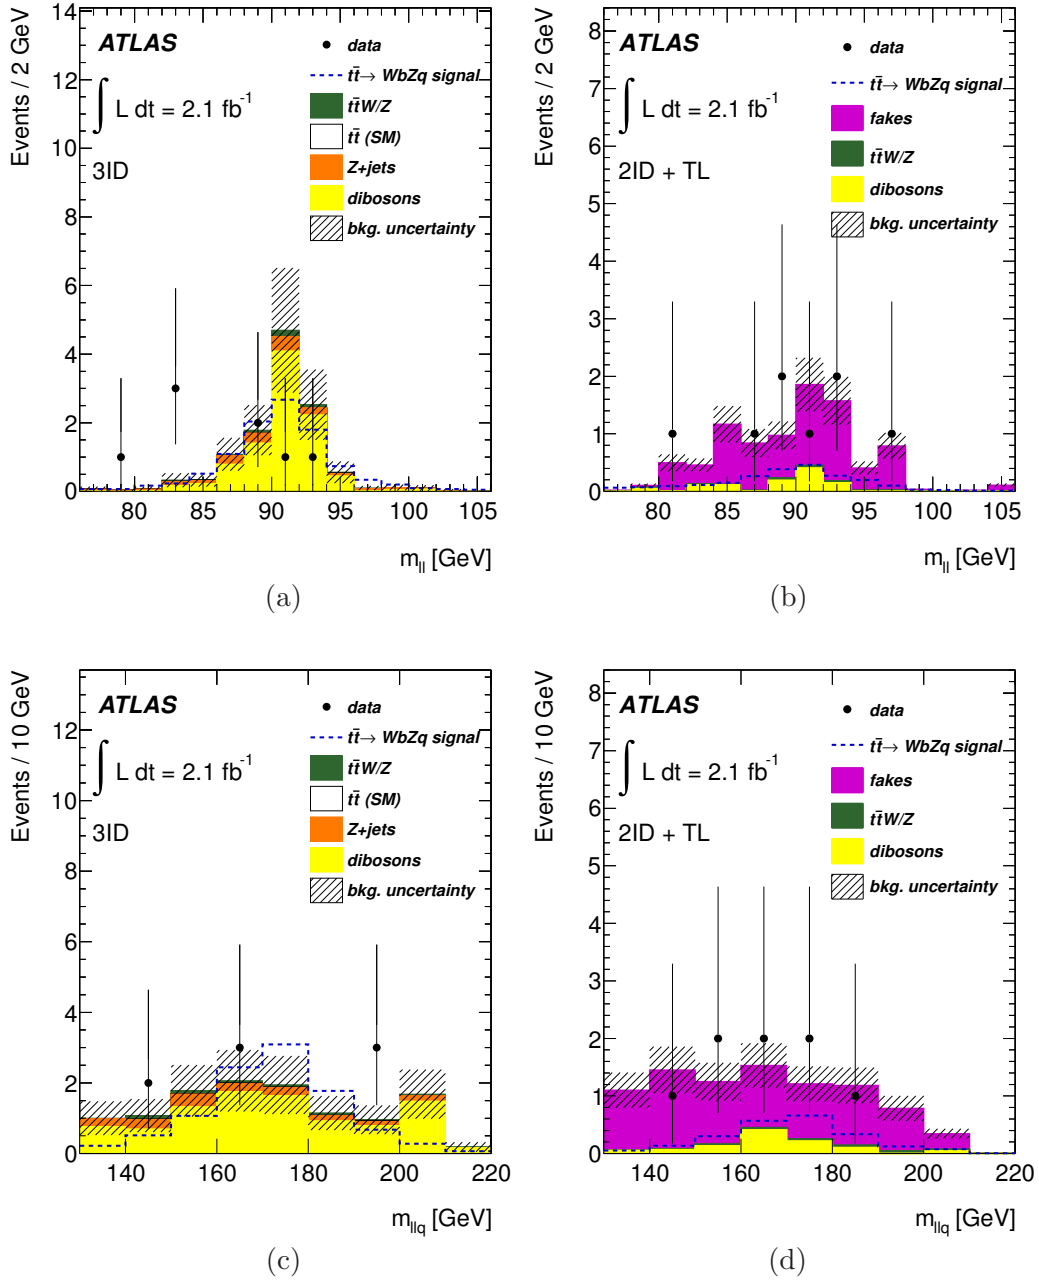 Events / 2 GeV
14
12
10
8
6
4
2
0
ATLAS
∫ L dt = 2.1 fb⁻¹
3ID
data
tt̄→ WbZq signal
tt̄W/Z
tt̄ (SM)
Z+jets
dibosons
bkg. uncertainty
80 85 90 95 100 105
m_ll [GeV]
(a)
Events / 2 GeV
8
7
6
5
4
3
2
1
0
ATLAS
∫ L dt = 2.1 fb⁻¹
2ID + TL
data
tt̄→ WbZq signal
fakes
tt̄W/Z
dibosons
bkg. uncertainty
80 85 90 95 100 105
m_ll [GeV]
(b)
Events / 10 GeV
12
10
8
6
4
2
0
ATLAS
∫ L dt = 2.1 fb⁻¹
3ID
data
tt̄→ WbZq signal
tt̄W/Z
tt̄ (SM)
Z+jets
dibosons
bkg. uncertainty
140 160 180 200 220
m_llq [GeV]
(c)
Events / 10 GeV
8
7
6
5
4
3
2
1
0
ATLAS
∫ L dt = 2.1 fb⁻¹
2ID + TL
data
tt̄→ WbZq signal
fakes
tt̄W/Z
dibosons
bkg. uncertainty
140 160 180 200 220
m_llq [GeV]
(d)